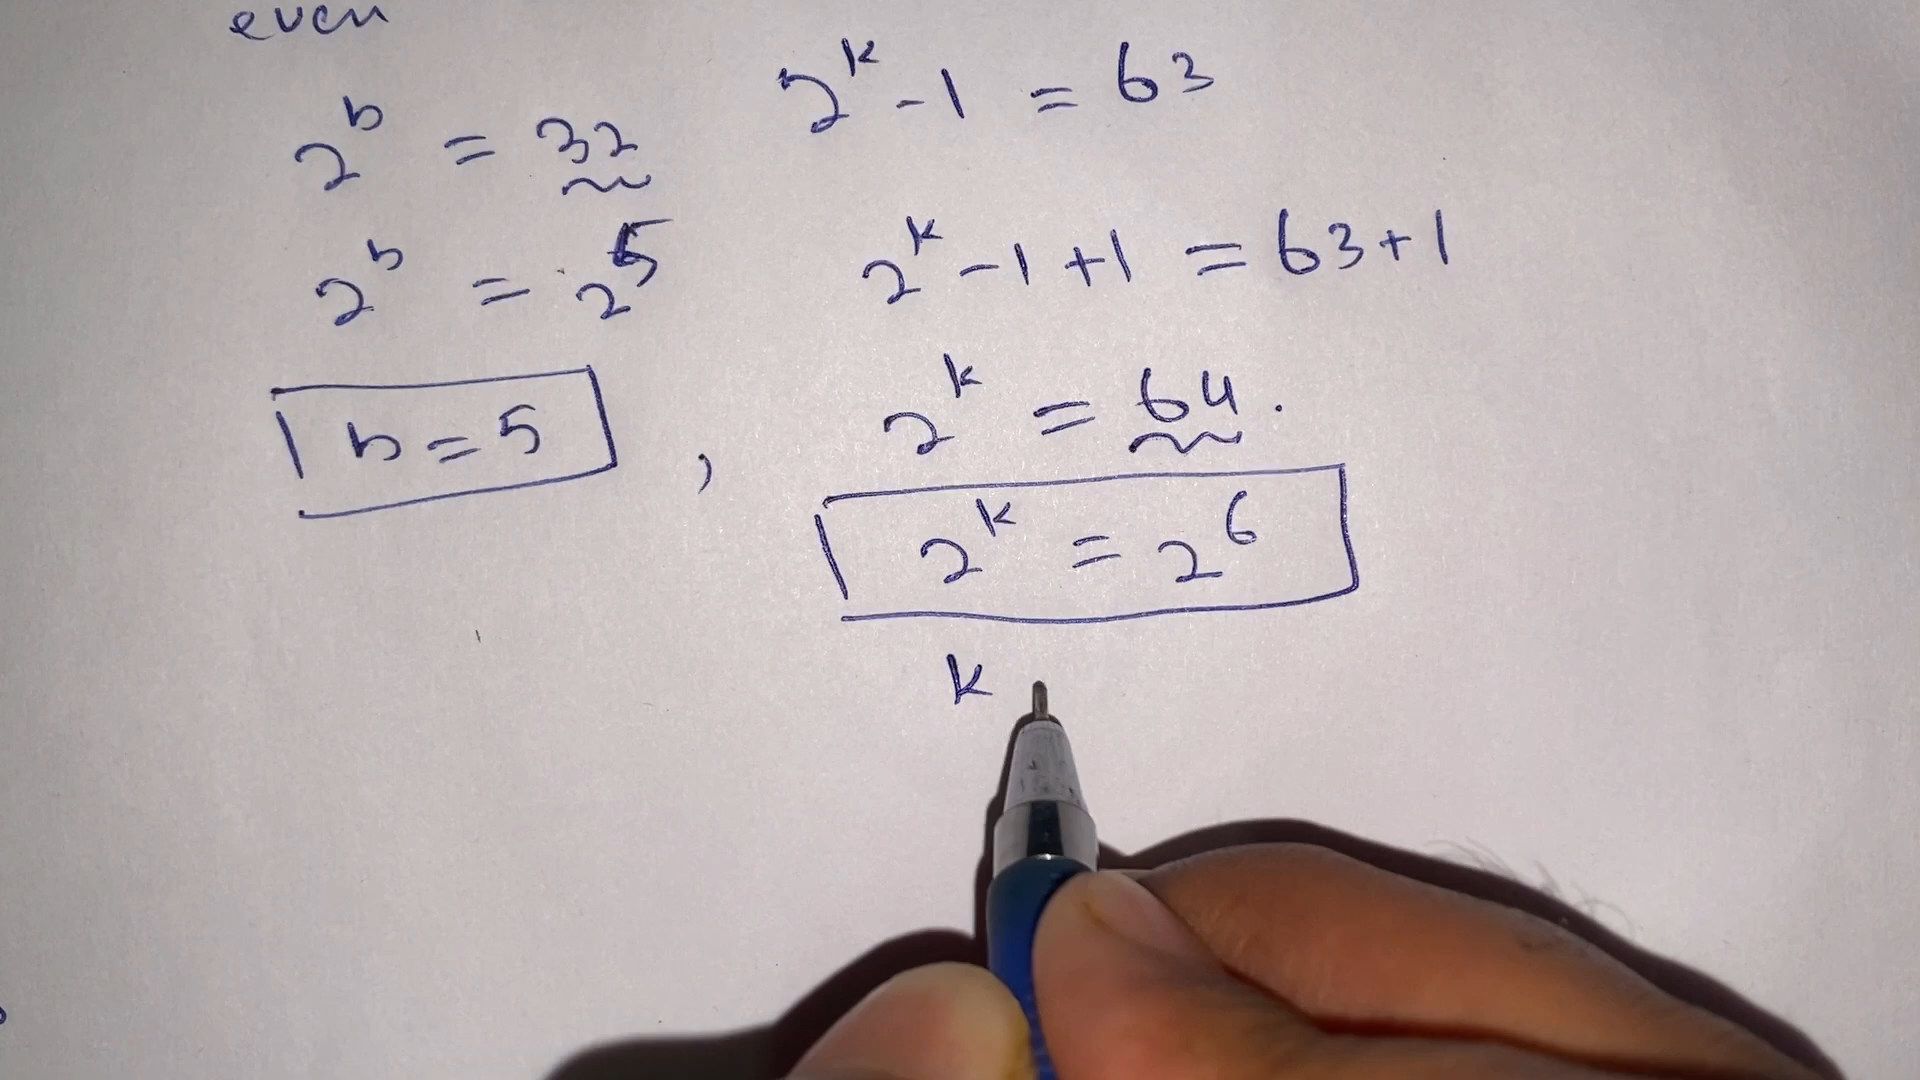 even
2^b = 32
2^b = 2^5
b = 5 ,
2^k - 1 = 63
2^k - 1 + 1 = 63 + 1
2^k = 64.
2^k = 2^6
k